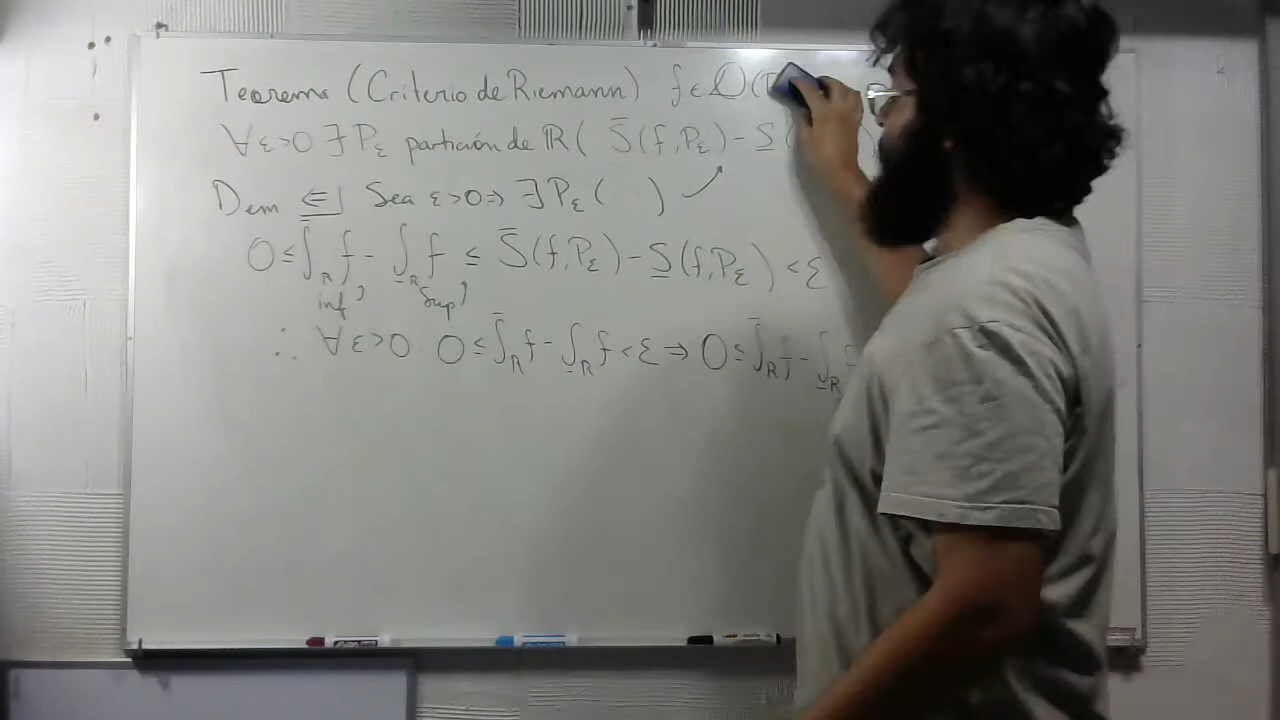 Teorema (Criterio de Riemann) f ∈ (
∀ε>0 ∃ P_ε partición de R ( S̄(f,P_ε) - S̲(
Dem ⇐] Sea ε>0 ⇒ ∃ P_ε ( )
0 ≤ ∫̄_R f - ∫̲_R f ≤ S̄(f,P_ε) - S̲(f,P_ε) < ε
inf, sup,
∴ ∀ε>0 0 ≤ ∫̄_R f - ∫̲_R f < ε ⇒ 0 ≤ ∫̄_R f - ∫̲_R